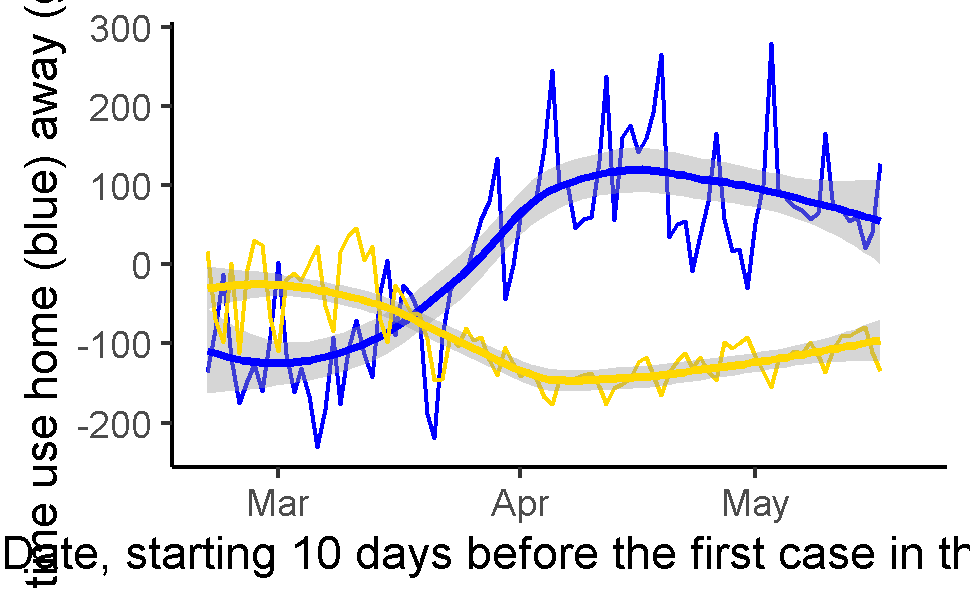 300
200
100
0
-100
-200
time use home (blue) away (
Mar Apr May
Date, starting 10 days before the first case in th